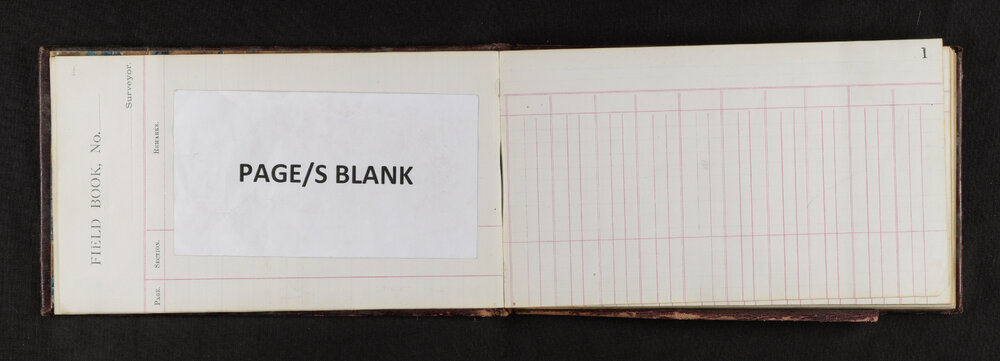 FIELD BOOK, No.
Surveyor.
PAGE.
SECTION.
REMARKS.
PAGE/S BLANK
1